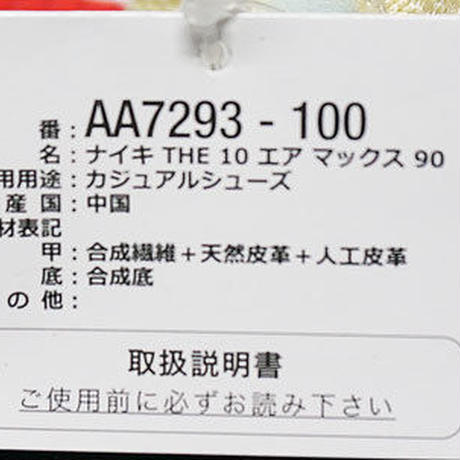 番：AA7293 - 100
名：ナイキ THE 10 エア マックス 90
用用途：カジュアルシューズ
産 国：中国
材表記
甲：合成繊維＋天然皮革＋人工皮革
底：合成底
の 他：
取扱説明書
ご使用前に必ずお読み下さい